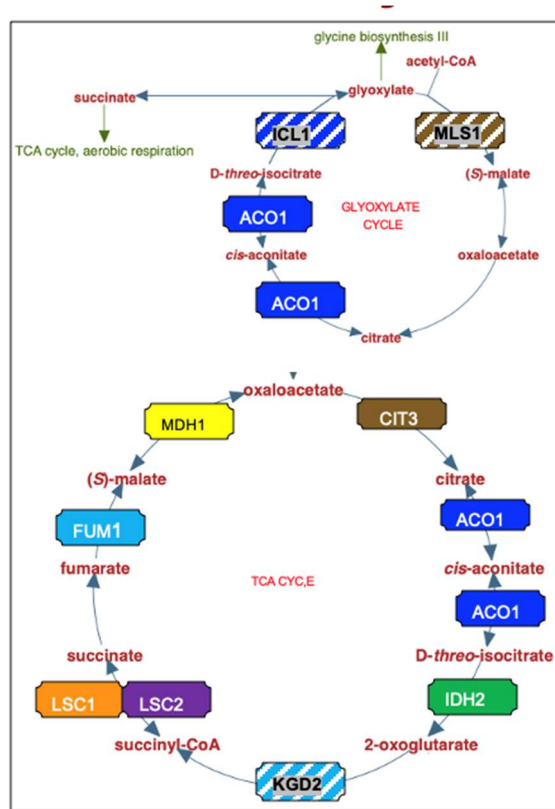 glycine biosynthesis III
acetyl-CoA
succinate
glyoxylate
ICL1
MLS1
TCA cycle, aerobic respiration
D-threo-isocitrate
(S)-malate
ACO1
GLYOXYLATE
CYCLE
cis-aconitate
oxaloacetate
ACO1
citrate
oxaloacetate
MDH1
CIT3
(S)-malate
citrate
FUM1
ACO1
fumarate
cis-aconitate
TCA CYC,E
ACO1
succinate
D-threo-isocitrate
LSC1
LSC2
IDH2
succinyl-CoA
2-oxoglutarate
KGD2